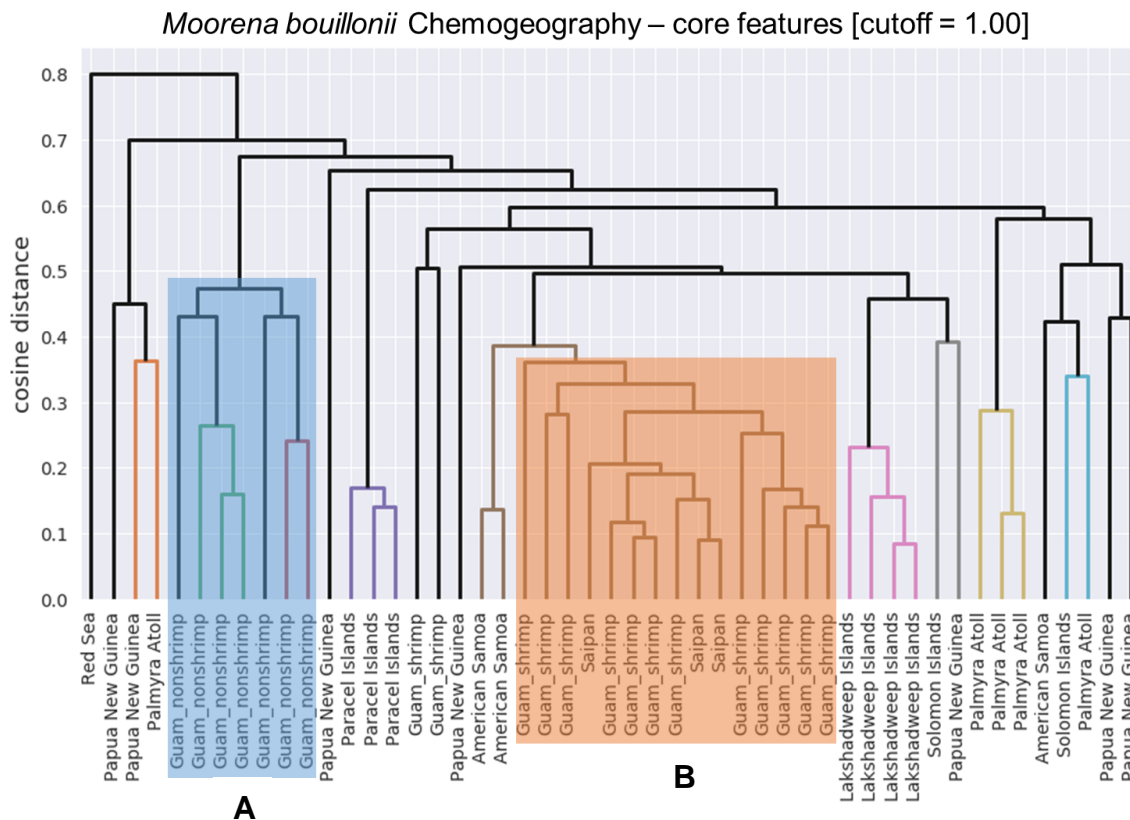 Moorena bouillonii Chemogeography – core features [cutoff = 1.00]
cosine distance
0.8
0.7
0.6
0.5
0.4
0.3
0.2
0.1
0.0
Red Sea
Papua New Guinea
Papua New Guinea
Palmyra Atoll
Guam_nonshrimp
Guam_nonshrimp
Guam_nonshrimp
Guam_nonshrimp
Guam_nonshrimp
Guam_nonshrimp
Guam_nonshrimp
Papua New Guinea
Paracel Islands
Paracel Islands
Paracel Islands
Guam_shrimp
Guam_shrimp
Papua New Guinea
American Samoa
American Samoa
Guam_shrimp
Guam_shrimp
Guam_shrimp
Saipan
Guam_shrimp
Guam_shrimp
Guam_shrimp
Guam_shrimp
Saipan
Saipan
Guam_shrimp
Guam_shrimp
Guam_shrimp
Guam_shrimp
Guam_shrimp
Lakshadweep Islands
Lakshadweep Islands
Lakshadweep Islands
Lakshadweep Islands
Solomon Islands
Papua New Guinea
Palmyra Atoll
Palmyra Atoll
Palmyra Atoll
American Samoa
Solomon Islands
Palmyra Atoll
Papua New Guinea
Papua New Guinea
A
B